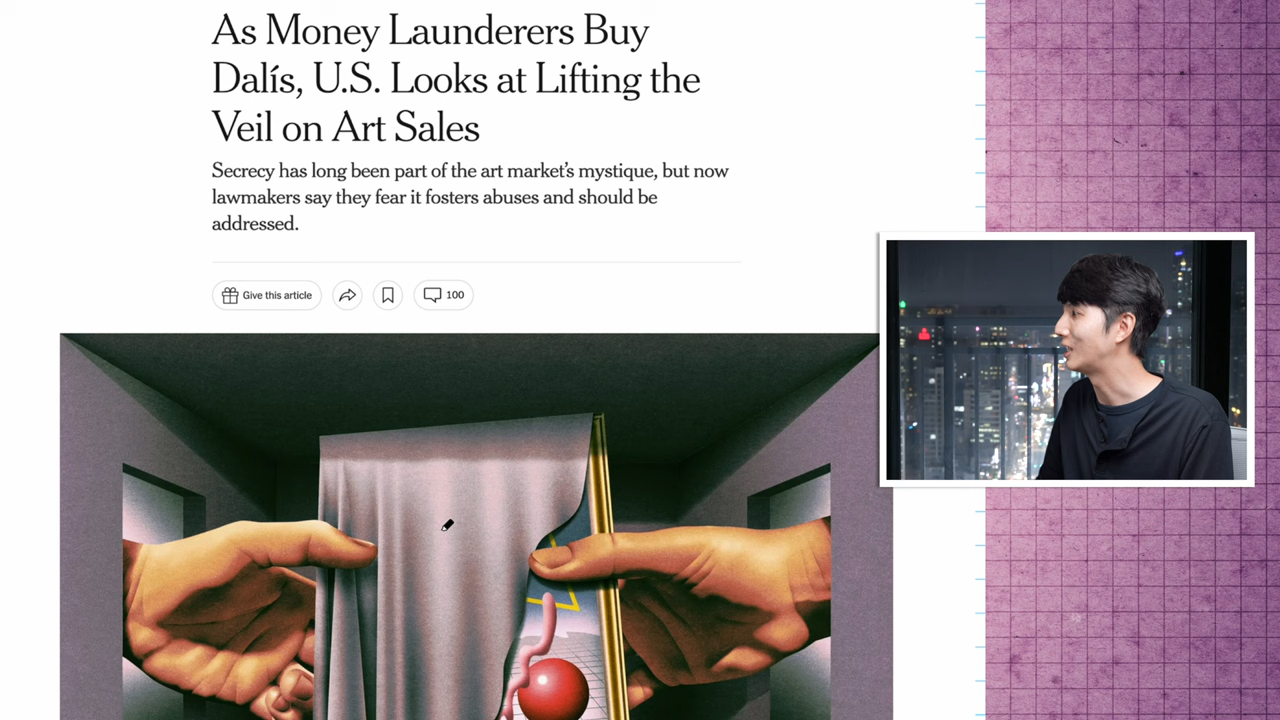 As Money Launderers Buy
Dalís, U.S. Looks at Lifting the
Veil on Art Sales
Secrecy has long been part of the art market’s mystique, but now
lawmakers say they fear it fosters abuses and should be
addressed.
Give this article
100